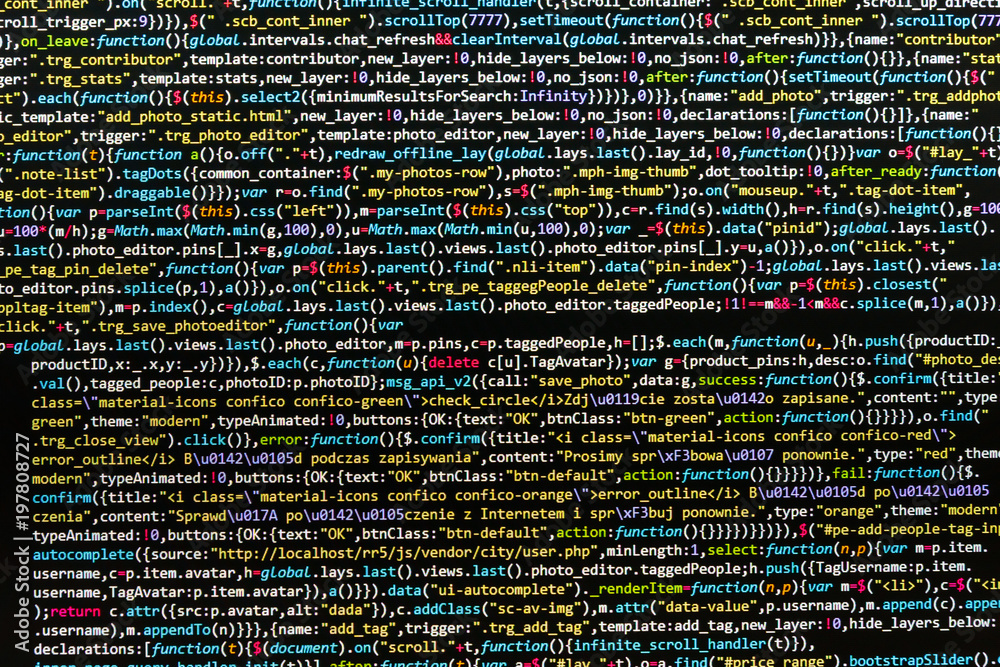 _cont_inner ").on("scroll. "+t,function(){infinite_scroll_handler(t,{scroll_container: ".scb_cont_inner ",scroll_up_directi
croll_trigger_px:9})}),$(" .scb_cont_inner ").scrollTop(7777),setTimeout(function(){$(" .scb_cont_inner ").scrollTop(777
)},on_leave:function(){global.intervals.chat_refresh&&clearInterval(global.intervals.chat_refresh)}},{name:"contributor"
ger:".trg_contributor",template:contributor,new_layer:!0,hide_layers_below:!0,no_json:!0,after:function(){}},{name:"stat
ger:".trg_stats",template:stats,new_layer:!0,hide_layers_below:!0,no_json:!0,after:function(){setTimeout(function(){$("
ct").each(function(){$(this).select2({minimumResultsForSearch:Infinity})})},0)}},{name:"add_photo",trigger:".trg_addphot
ic_template:"add_photo_static.html",new_layer:!0,hide_layers_below:!0,no_json:!0,declarations:[function(){}]},{name:"
o_editor",trigger:".trg_photo_editor",template:photo_editor,new_layer:!0,hide_layers_below:!0,declarations:[function(){
r:function(t){function a(){o.off("."+t),redraw_offline_lay(global.lays.last().lay_id,!0,function(){})}var o=$("#lay_"+t)
(".note-list").tagDots({common_container:$(".my-photos-row"),photo:".mph-img-thumb",dot_tooltip:!0,after_ready:function(
ag-dot-item").draggable()}});var r=o.find(".my-photos-row"),s=$(".mph-img-thumb");o.on("mouseup."+t,".tag-dot-item",
tion(){var p=parseInt($(this).css("left")),m=parseInt($(this).css("top")),c=r.find(s).width(),h=r.find(s).height(),g=100
u=100*(m/h);g=Math.max(Math.min(g,100),0),u=Math.max(Math.min(u,100),0);var _=$(this).data("pinid");global.lays.last().
s.last().photo_editor.pins[_].x=g,global.lays.last().views.last().photo_editor.pins[_].y=u,a()}),o.on("click."+t,"
_pe_tag_pin_delete",function(){var p=$(this).parent().find(".nli-item").data("pin-index")-1;global.lays.last().views.las
to_editor.pins.splice(p,1),a()}),o.on("click."+t,".trg_pe_taggegPeople_delete",function(){var p=$(this).closest("
ppltag-item"),m=p.index(),c=global.lays.last().views.last().photo_editor.taggedPeople;!1!==m&&-1<m&&c.splice(m,1),a()})
click."+t,".trg_save_photoeditor",function(){var
p=global.lays.last().views.last().photo_editor,m=p.pins,c=p.taggedPeople,h=[];$.each(m,function(u,_){h.push({productID:_
productID,x:_.x,y:_.y})}),$.each(c,function(u){delete c[u].TagAvatar});var g={product_pins:h,desc:o.find("#photo_des
.val(),tagged_people:c,photoID:p.photoID};msg_api_v2({call:"save_photo",data:g,success:function(){$.confirm({title:"
class=\"material-icons confico confico-green\">check_circle</i>Zdj\u0119cie zosta\u0142o zapisane.",content:"",type
green",theme:"modern",typeAnimated:!0,buttons:{OK:{text:"OK",btnClass:"btn-green",action:function(){}}}}),o.find("
.trg_close_view").click()},error:function(){$.confirm({title:"<i class=\"material-icons confico confico-red\">
error_outline</i> B\u0142\u0105d podczas zapisywania",content:"Prosimy spr\xF3bowa\u0107 ponownie.",type:"red",theme
modern",typeAnimated:!0,buttons:{OK:{text:"OK",btnClass:"btn-default",action:function(){}}}})},fail:function(){$.
confirm({title:"<i class=\"material-icons confico confico-orange\">error_outline</i> B\u0142\u0105d po\u0142\u0105
czenia",content:"Sprawd\u017A po\u0142\u0105czenie z Internetem i spr\xF3buj ponownie.",type:"orange",theme:"modern
typeAnimated:!0,buttons:{OK:{text:"OK",btnClass:"btn-default",action:function(){}}}})}})}),$("#pe-add-people-tag-in
autocomplete({source:"http://localhost/rr5/js/vendor/city/user.php",minLength:1,select:function(n,p){var m=p.item.
username,c=p.item.avatar,h=global.lays.last().views.last().photo_editor.taggedPeople;h.push({TagUsername:p.item.
username,TagAvatar:p.item.avatar}),a()}}).data("ui-autocomplete")._renderItem=function(n,p){var m=$("<li>"),c=$("<im
);return c.attr({src:p.avatar,alt:"dada"}),c.addClass("sc-av-img"),m.attr("data-value",p.username),m.append(c).appe
.username),m.appendTo(n)}}},{name:"add_tag",trigger:".trg_add_tag",template:add_tag,new_layer:!0,hide_layers_below:
declarations:[function(t){$(document).on("scroll."+t,function(){infinite_scroll_handler(t)}),
Adobe Stock | #197808727